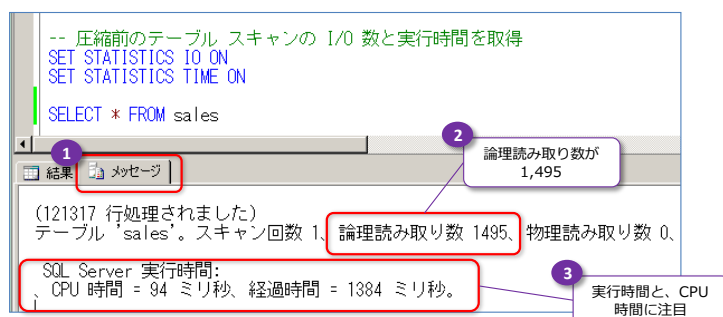 -- 圧縮前のテーブル スキャンの I/O 数と実行時間を取得
SET STATISTICS IO ON
SET STATISTICS TIME ON
SELECT * FROM sales
1
2
論理読み取り数が
1,495
結果 メッセージ
(121317 行処理されました)
テーブル 'sales'。スキャン回数 1、論理読み取り数 1495、物理読み取り数 0、
SQL Server 実行時間:
、CPU 時間 = 94 ミリ秒、経過時間 = 1384 ミリ秒。
3
実行時間と、CPU
時間に注目